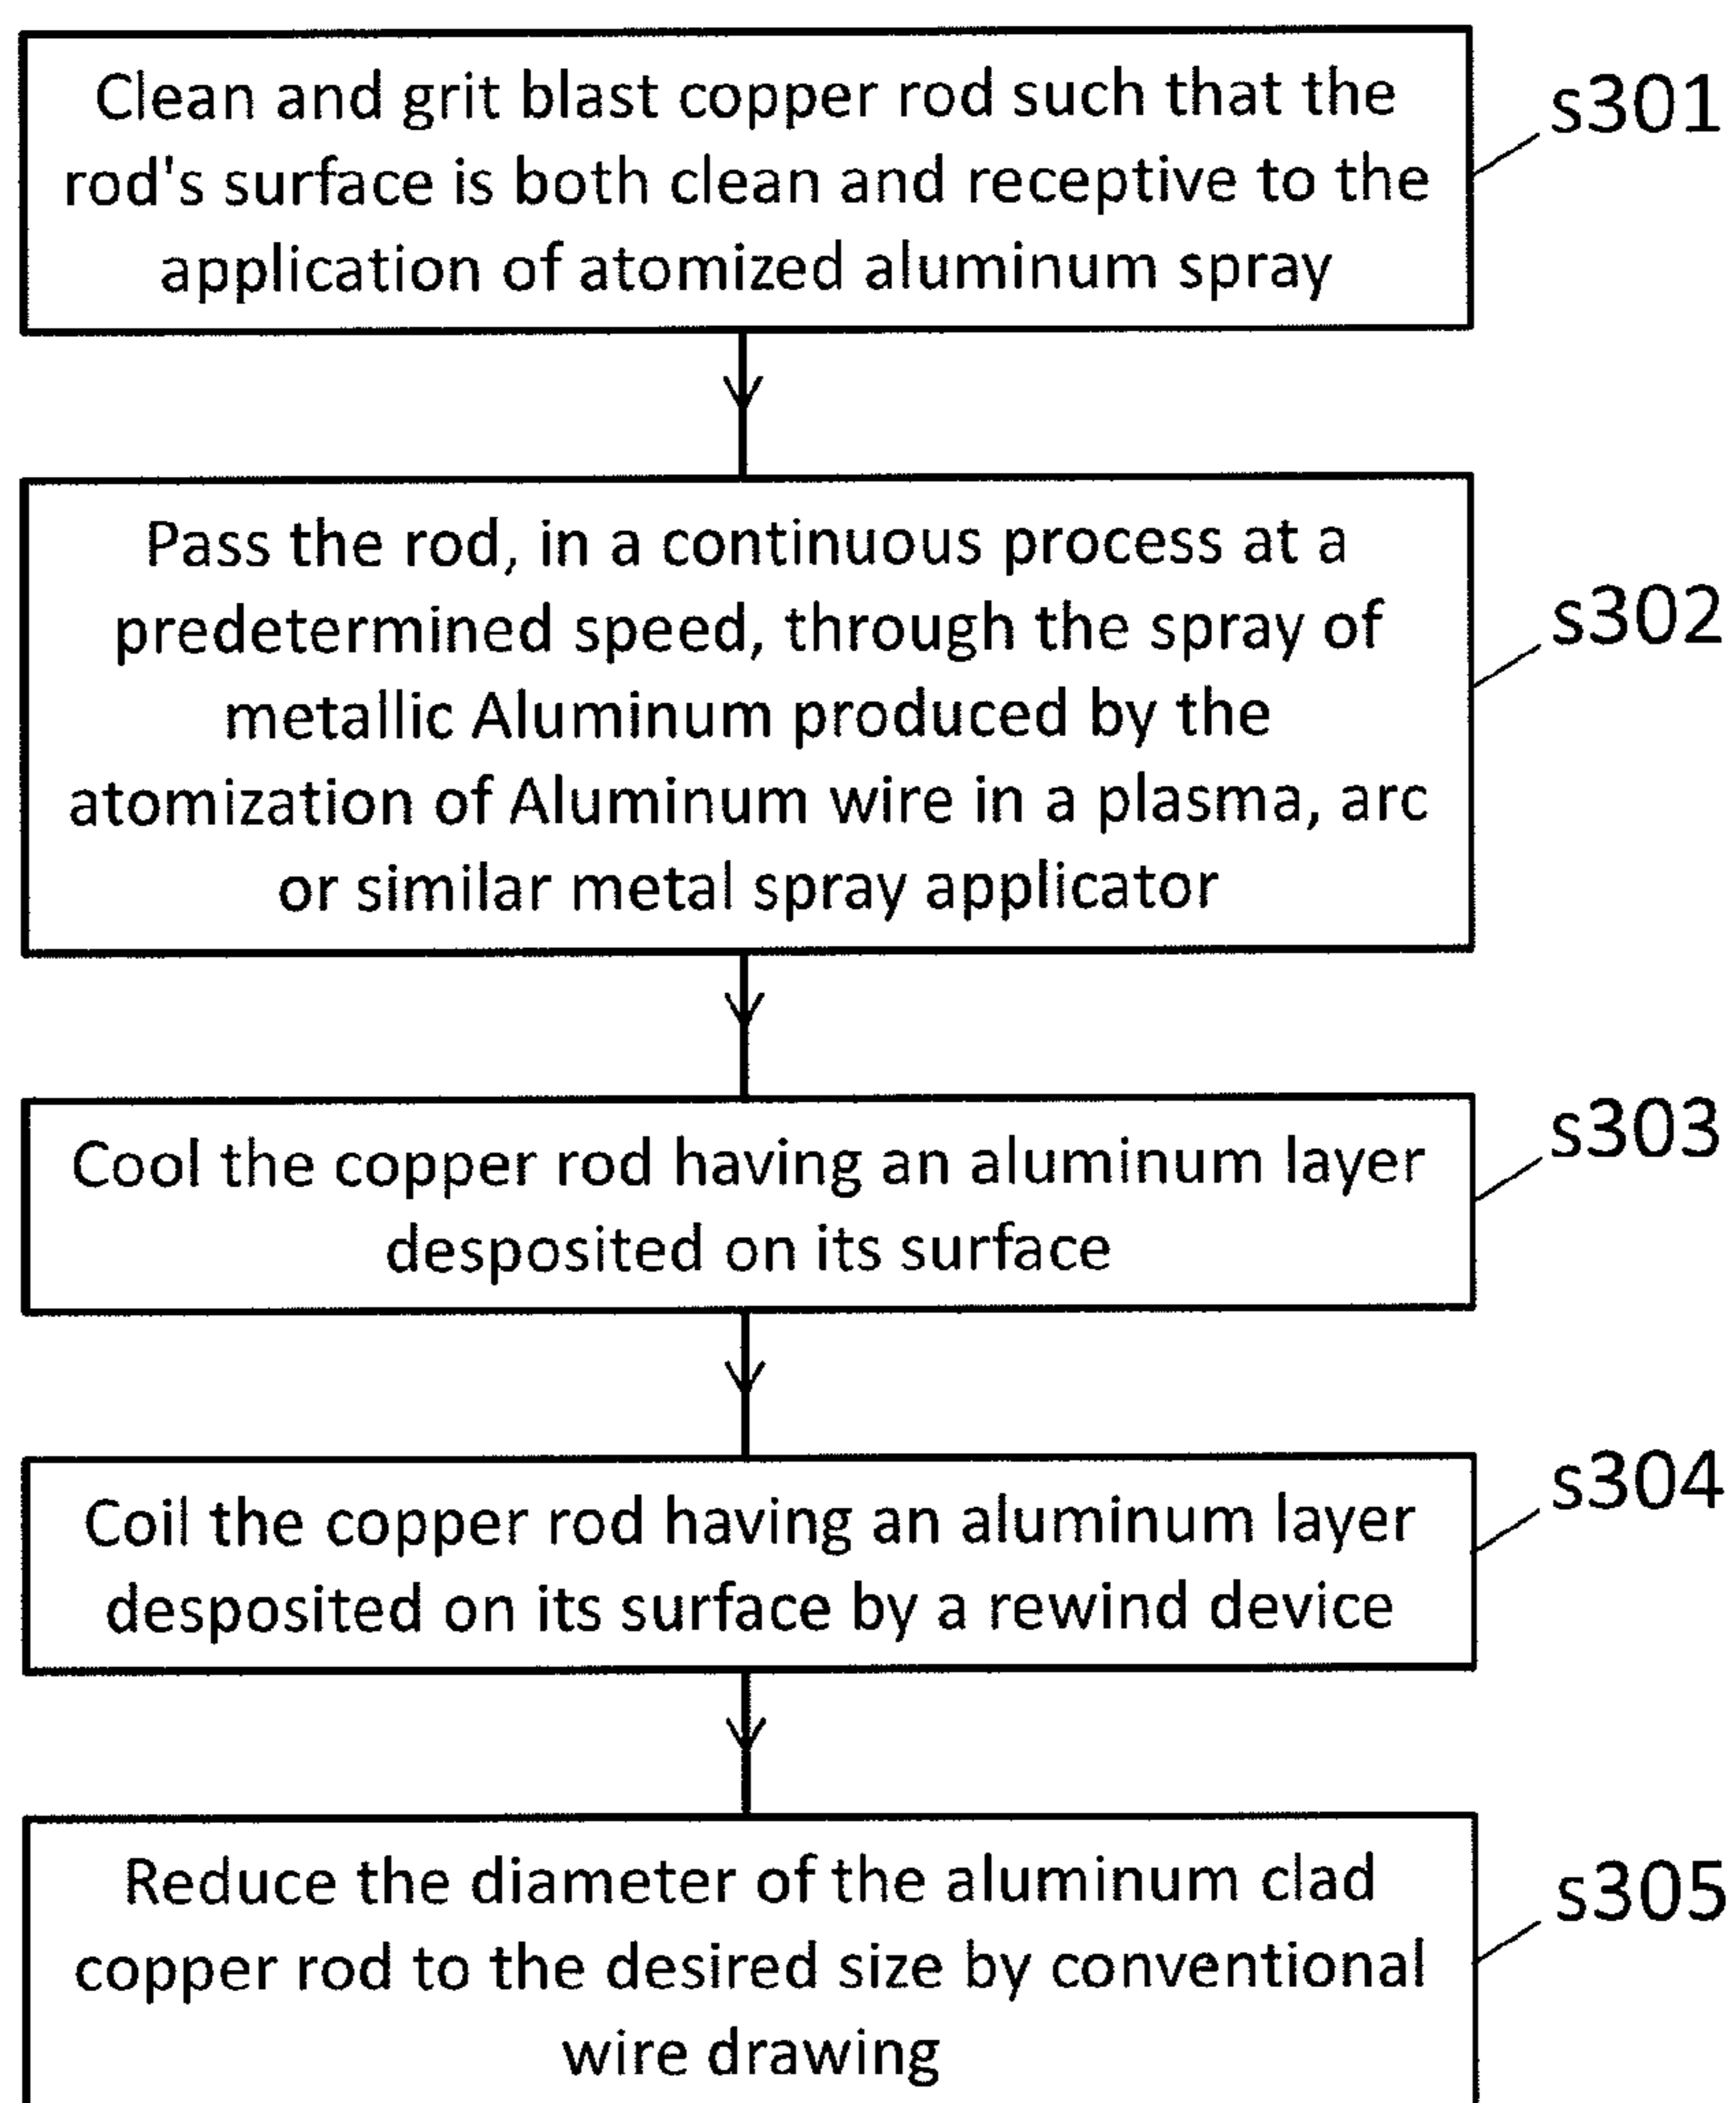 Clean and grit blast copper rod such that the
rod's surface is both clean and receptive to the
application of atomized aluminum spray
s301
Pass the rod, in a continuous process at a
predetermined speed, through the spray of
metallic Aluminum produced by the
atomization of Aluminum wire in a plasma, arc
or similar metal spray applicator
s302
Cool the copper rod having an aluminum layer
desposited on its surface
s303
Coil the copper rod having an aluminum layer
desposited on its surface by a rewind device
s304
Reduce the diameter of the aluminum clad
copper rod to the desired size by conventional
wire drawing
s305